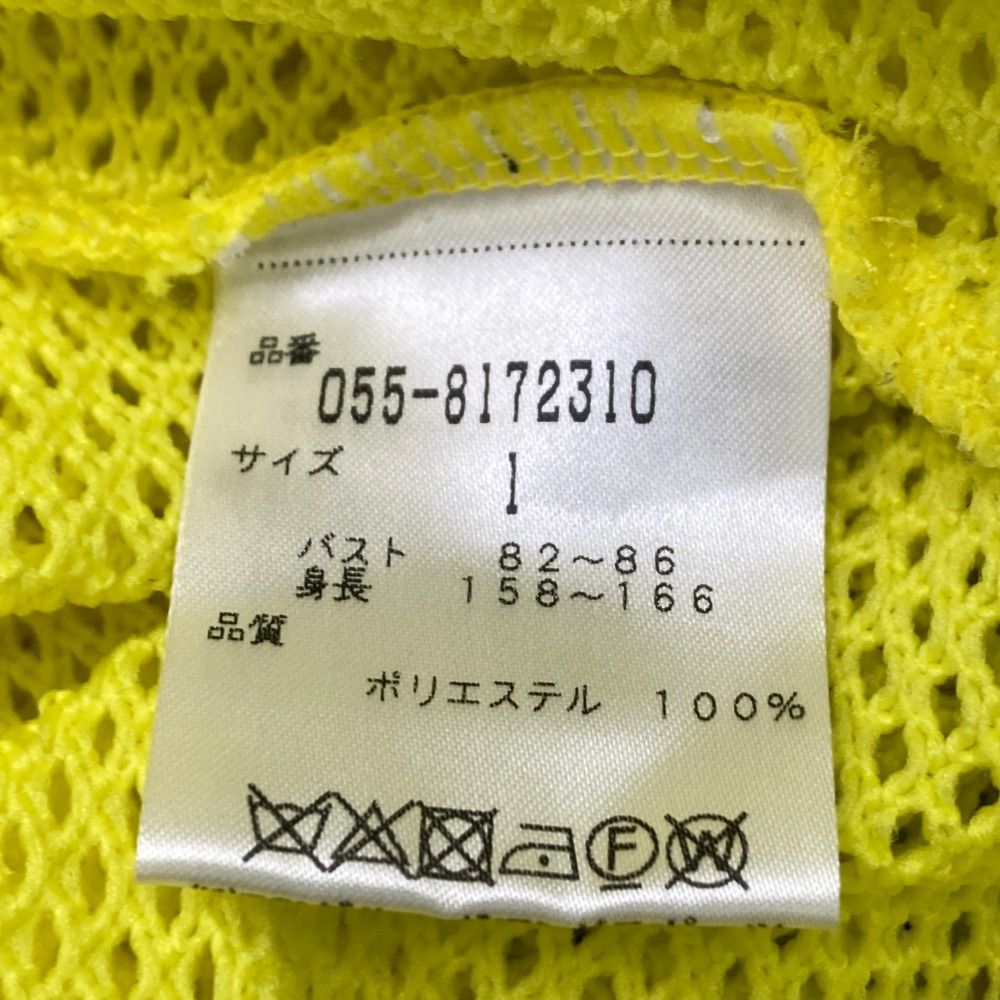 品番
055-8172310
サイズ 1
バスト 82~86
身長 158~166
品質
ポリエステル 100%
F W